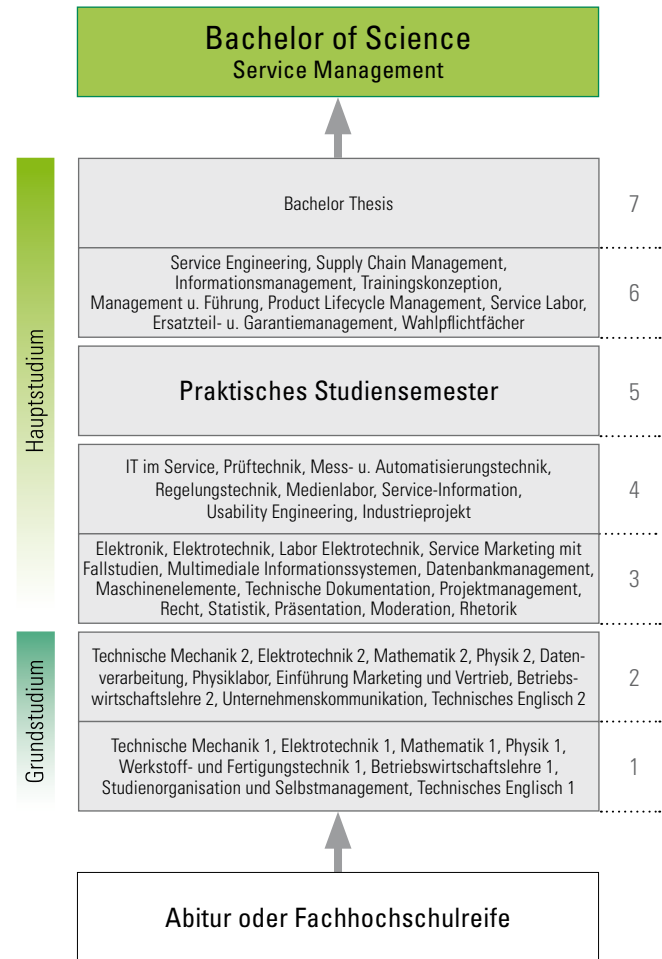 Bachelor of Science
Service Management
Hauptstudium
Bachelor Thesis
7
Service Engineering, Supply Chain Management,
Informationsmanagement, Trainingskonzeption,
Management u. Führung, Product Lifecycle Management, Service Labor,
Ersatzteil- u. Garantiemanagement, Wahlpflichtfächer
6
Praktisches Studiensemester
5
IT im Service, Prüftechnik, Mess- u. Automatisierungstechnik,
Regelungstechnik, Medienlabor, Service-Information,
Usability Engineering, Industrieprojekt
4
Elektronik, Elektrotechnik, Labor Elektrotechnik, Service Marketing mit
Fallstudien, Multimediale Informationssystemen, Datenbankmanagement,
Maschinenelemente, Technische Dokumentation, Projektmanagement,
Recht, Statistik, Präsentation, Moderation, Rhetorik
3
Grundstudium
Technische Mechanik 2, Elektrotechnik 2, Mathematik 2, Physik 2, Daten-
verarbeitung, Physiklabor, Einführung Marketing und Vertrieb, Betriebs-
wirtschaftslehre 2, Unternehmenskommunikation, Technisches Englisch 2
2
Technische Mechanik 1, Elektrotechnik 1, Mathematik 1, Physik 1,
Werkstoff- und Fertigungstechnik 1, Betriebswirtschaftslehre 1,
Studienorganisation und Selbstmanagement, Technisches Englisch 1
1
Abitur oder Fachhochschulreife